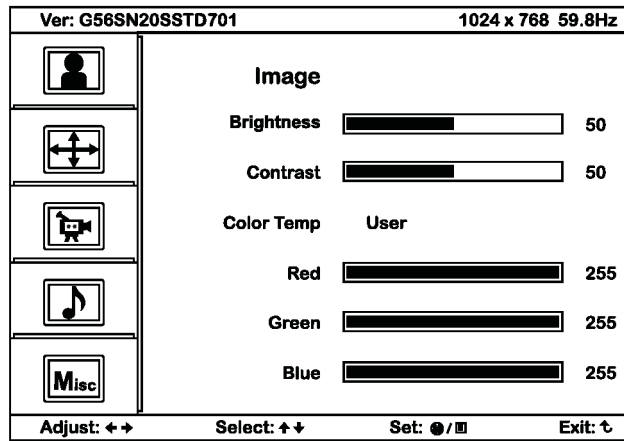 Ver: G56SN20SSTD701 1024 x 768 59.8Hz
Image
Brightness 50
Contrast 50
Color Temp User
Red 255
Green 255
Blue 255
Misc
Adjust: ←→ Select: ↑↓ Set: / Exit: